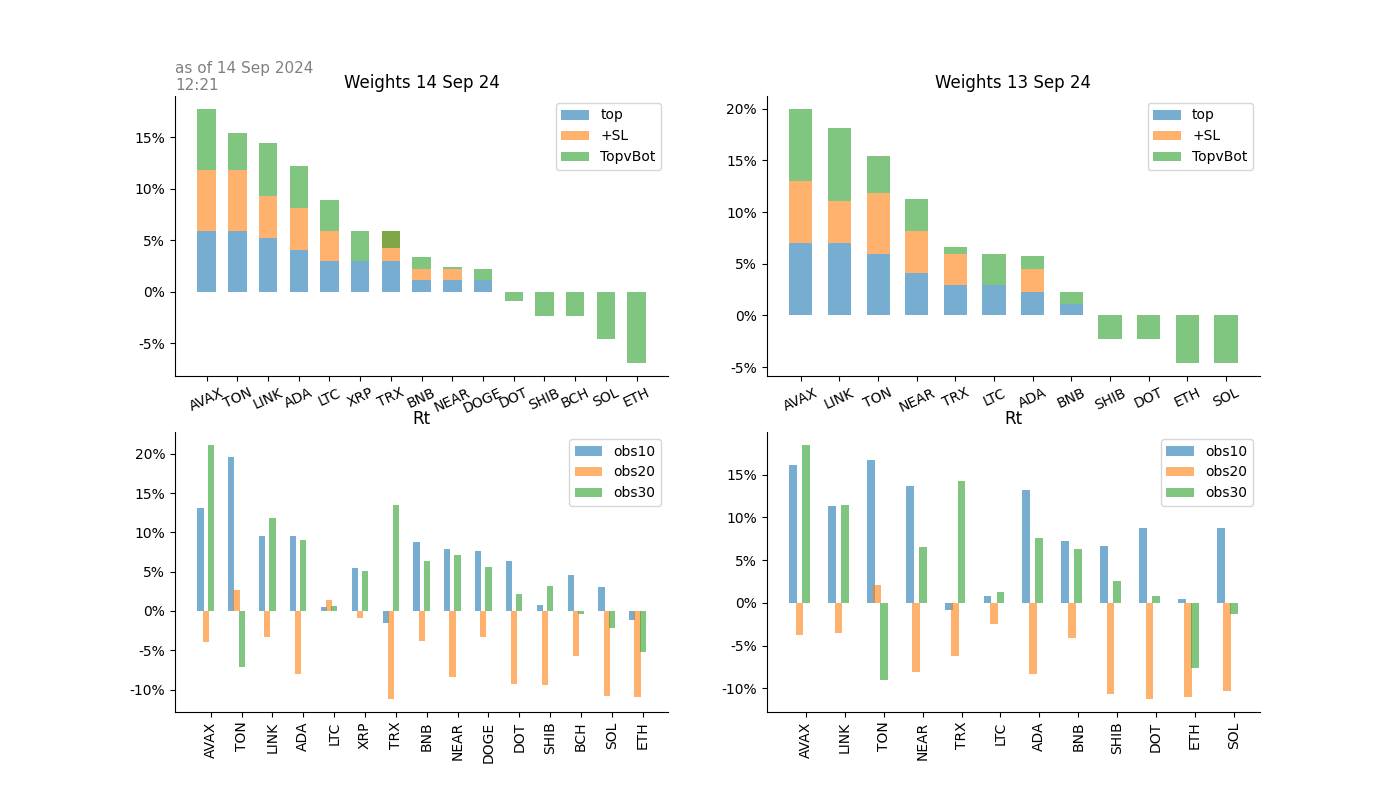 as of 14 Sep 2024
12:21
Weights 14 Sep 24
15%
10%
5%
0%
-5%
top
+SL
TopvBot
AVAX TON LINK ADA LTC XRP TRX BNB NEAR DOGE DOT SHIB BCH SOL ETH
Weights 13 Sep 24
20%
15%
10%
5%
0%
-5%
top
+SL
TopvBot
AVAX LINK TON NEAR TRX LTC ADA BNB SHIB DOT ETH SOL
Rt
20%
15%
10%
5%
0%
-5%
-10%
obs10
obs20
obs30
AVAX TON LINK ADA LTC XRP TRX BNB NEAR DOGE DOT SHIB BCH SOL ETH
Rt
15%
10%
5%
0%
-5%
-10%
obs10
obs20
obs30
AVAX LINK TON NEAR TRX LTC ADA BNB SHIB DOT ETH SOL